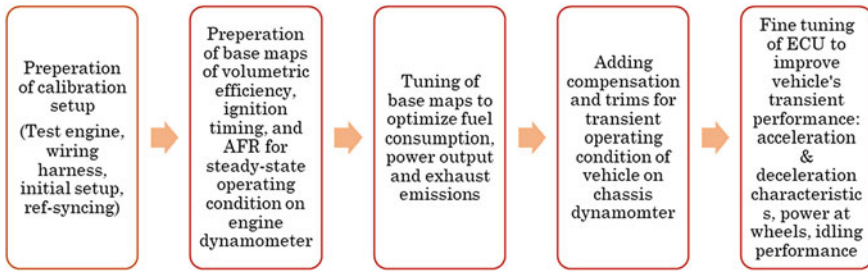 Preperation
of calibration
setup
(Test engine,
wiring
harness,
initial setup,
ref-syncing)
Preperation
of base maps
of volumetric
efficiency,
ignition
timing, and
AFR for
steady-state
operating
condition on
engine
dynamometer
Tuning of
base maps to
optimize fuel
consumption,
power output
and exhaust
emissions
Adding
compensation
and trims for
transient
operating
condition of
vehicle on
chassis
dynamomter
Fine tuning
of ECU to
improve
vehicle's
transient
performance:
acceleration
&
deceleration
characteristic
s, power at
wheels, idling
performance